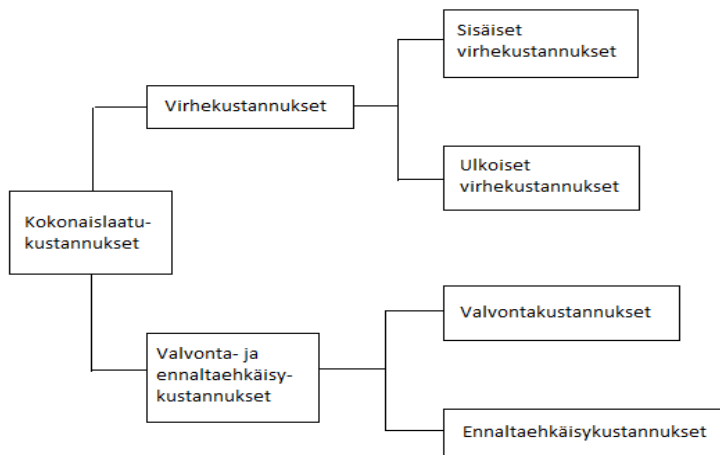 Sisäiset
virhekustannukset
Virhekustannukset
Ulkoiset
virhekustannukset
Kokonaislaatu-
kustannukset
Valvontakustannukset
Valvonta- ja
ennaltaehkäisy-
kustannukset
Ennaltaehkäisykustannukset